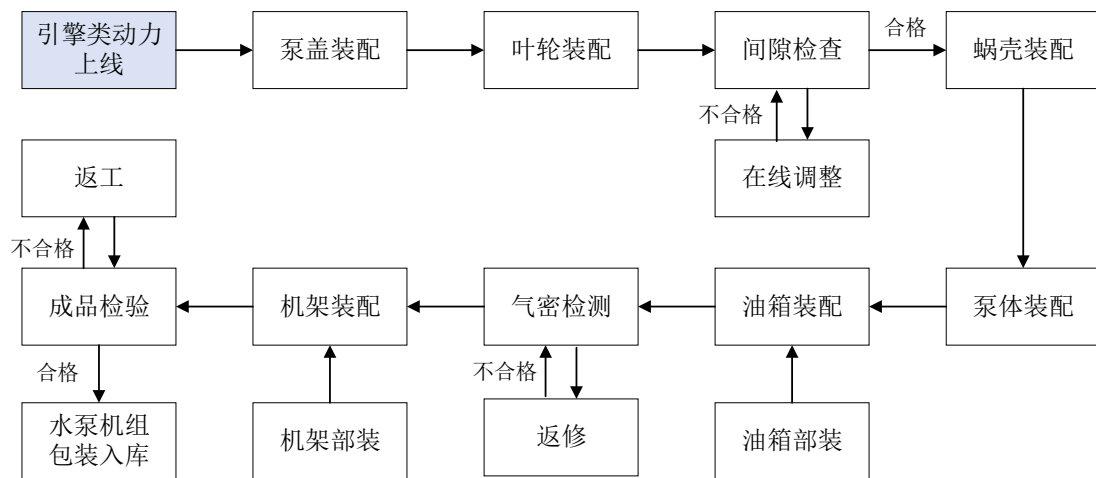 引擎类动力
上线
泵盖装配
叶轮装配
间隙检查
合格
蜗壳装配
不合格
返工
在线调整
不合格
成品检验
机架装配
气密检测
油箱装配
泵体装配
合格
不合格
水泵机组
包装入库
机架部装
返修
油箱部装